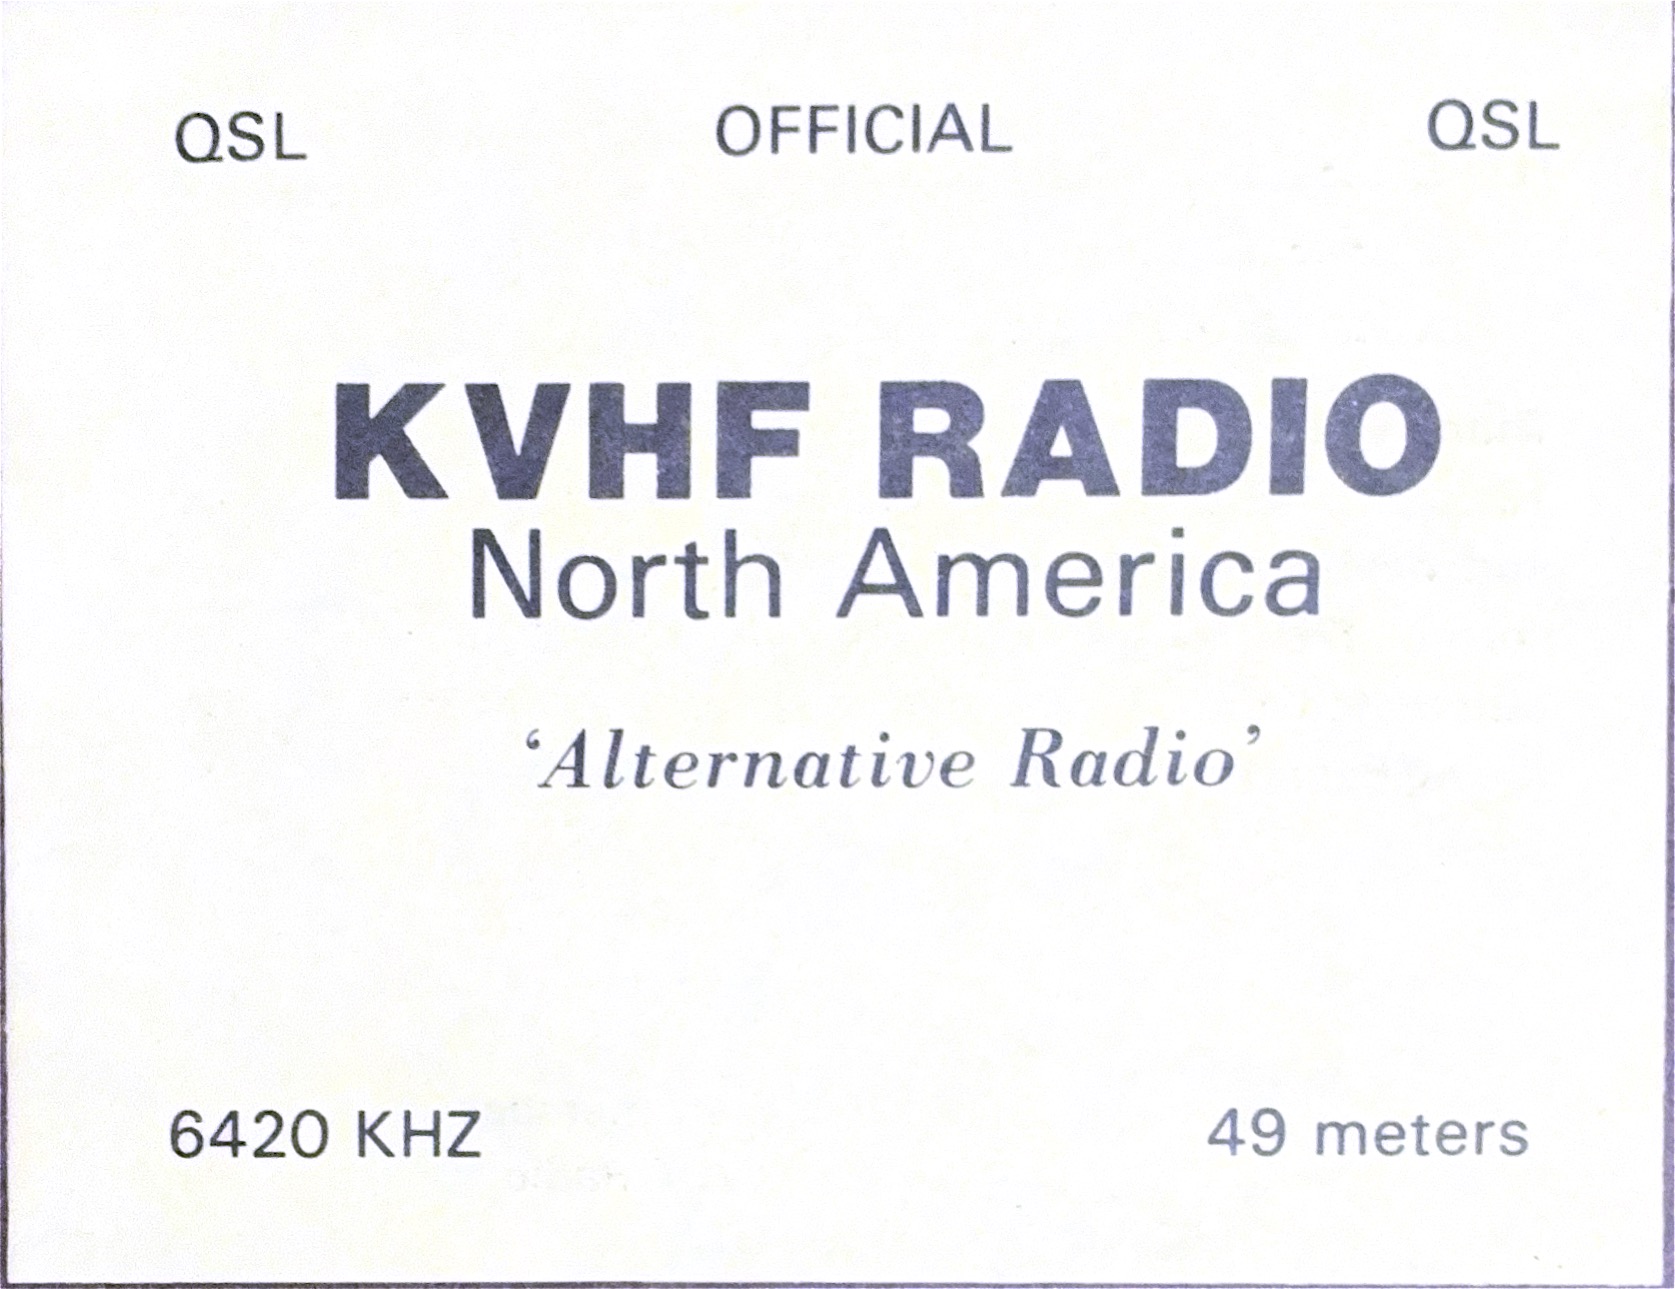 QSL OFFICIAL QSL
KVHF RADIO
North America
‘Alternative Radio’
6420 KHZ 49 meters